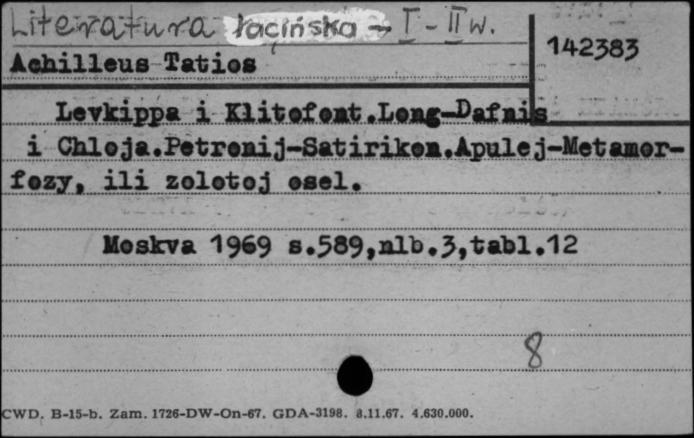 Literatura łacińska - I - II w.
142383
Achilleus Tatios
Levkippa i Klitofont.Long-Dafnis
i Chloja.Petronij-Satirikon.Apulej-Metamor-
fozy, ili zolotoj osel.
Moskva 1969 s.589,nlb.3,tabl.12
8
CWD. B-15-b. Zam. 1726-DW-On-67. GDA-3198. 8.11.67. 4.630.000.